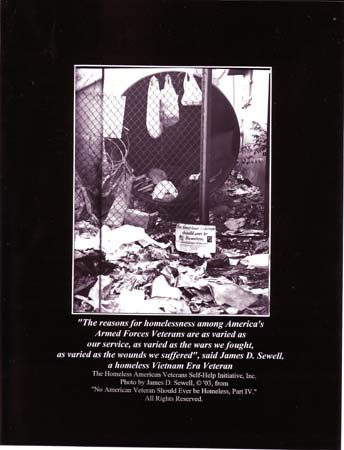 should ever be
Homeless.
"The reasons for homelessness among America's
Armed Forces Veterans are as varied as
our service, as varied as the wars we fought,
as varied as the wounds we suffered", said James D. Sewell,
a homeless Vietnam Era Veteran
The Homeless American Veterans Self-Help Initiative, Inc.
Photo by James D. Sewell, © '03, from
"No American Veteran Should Ever be Homeless, Part IV."
All Rights Reserved.